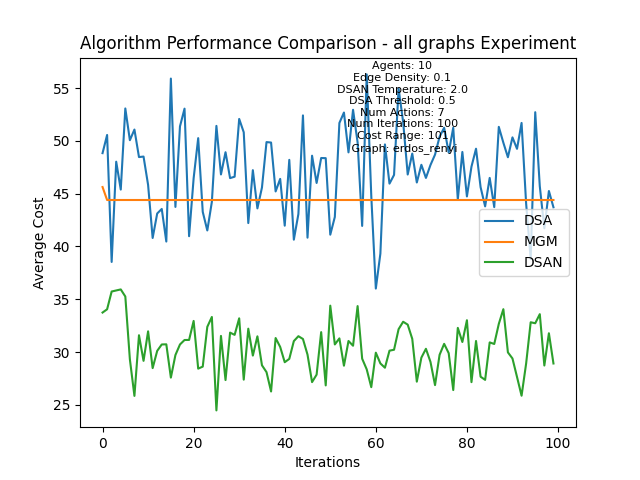 Algorithm Performance Comparison - all graphs Experiment
Agents: 10
Edge Density: 0.1
DSAN Temperature: 2.0
DSA Threshold: 0.5
Num Actions: 7
Num Iterations: 100
Cost Range: 101
Graph: erdos_renyi
55
50
45
40
35
30
25
Average Cost
DSA
MGM
DSAN
0
20
40
60
80
100
Iterations